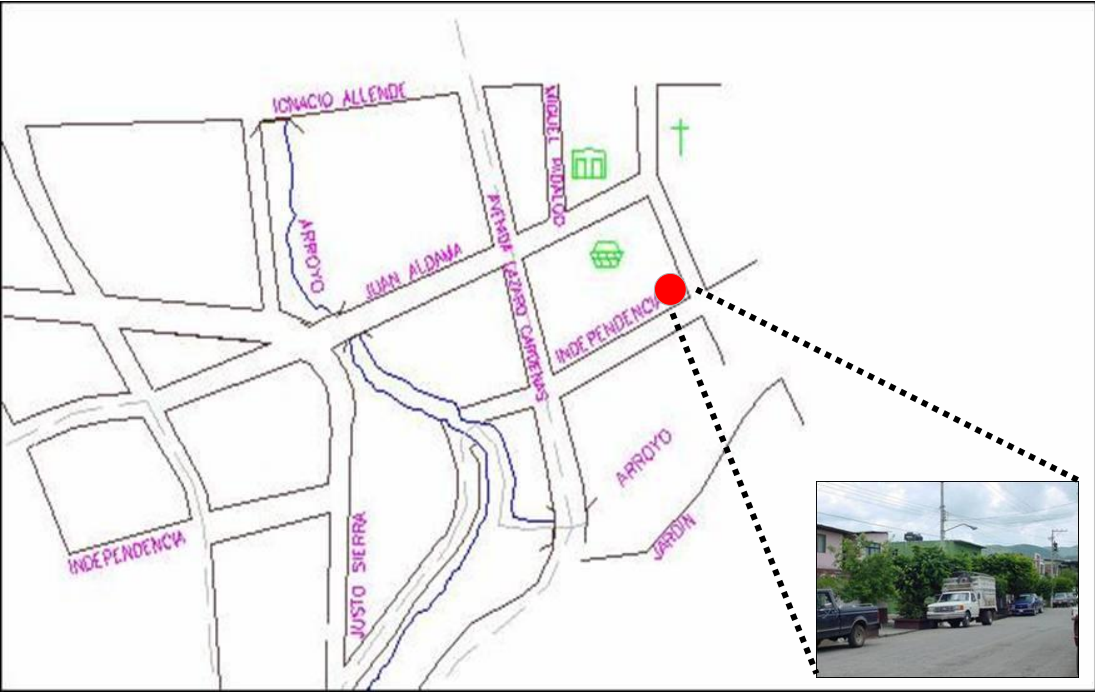 IGNACIO ALLENDE
MIGUEL HIDALGO
ARROYO
JUAN ALDAMA
AVENIDA LAZARO CARDENAS
INDEPENDENCIA
ARROYO
JARDIN
INDEPENDENCIA
JUSTO SIERRA